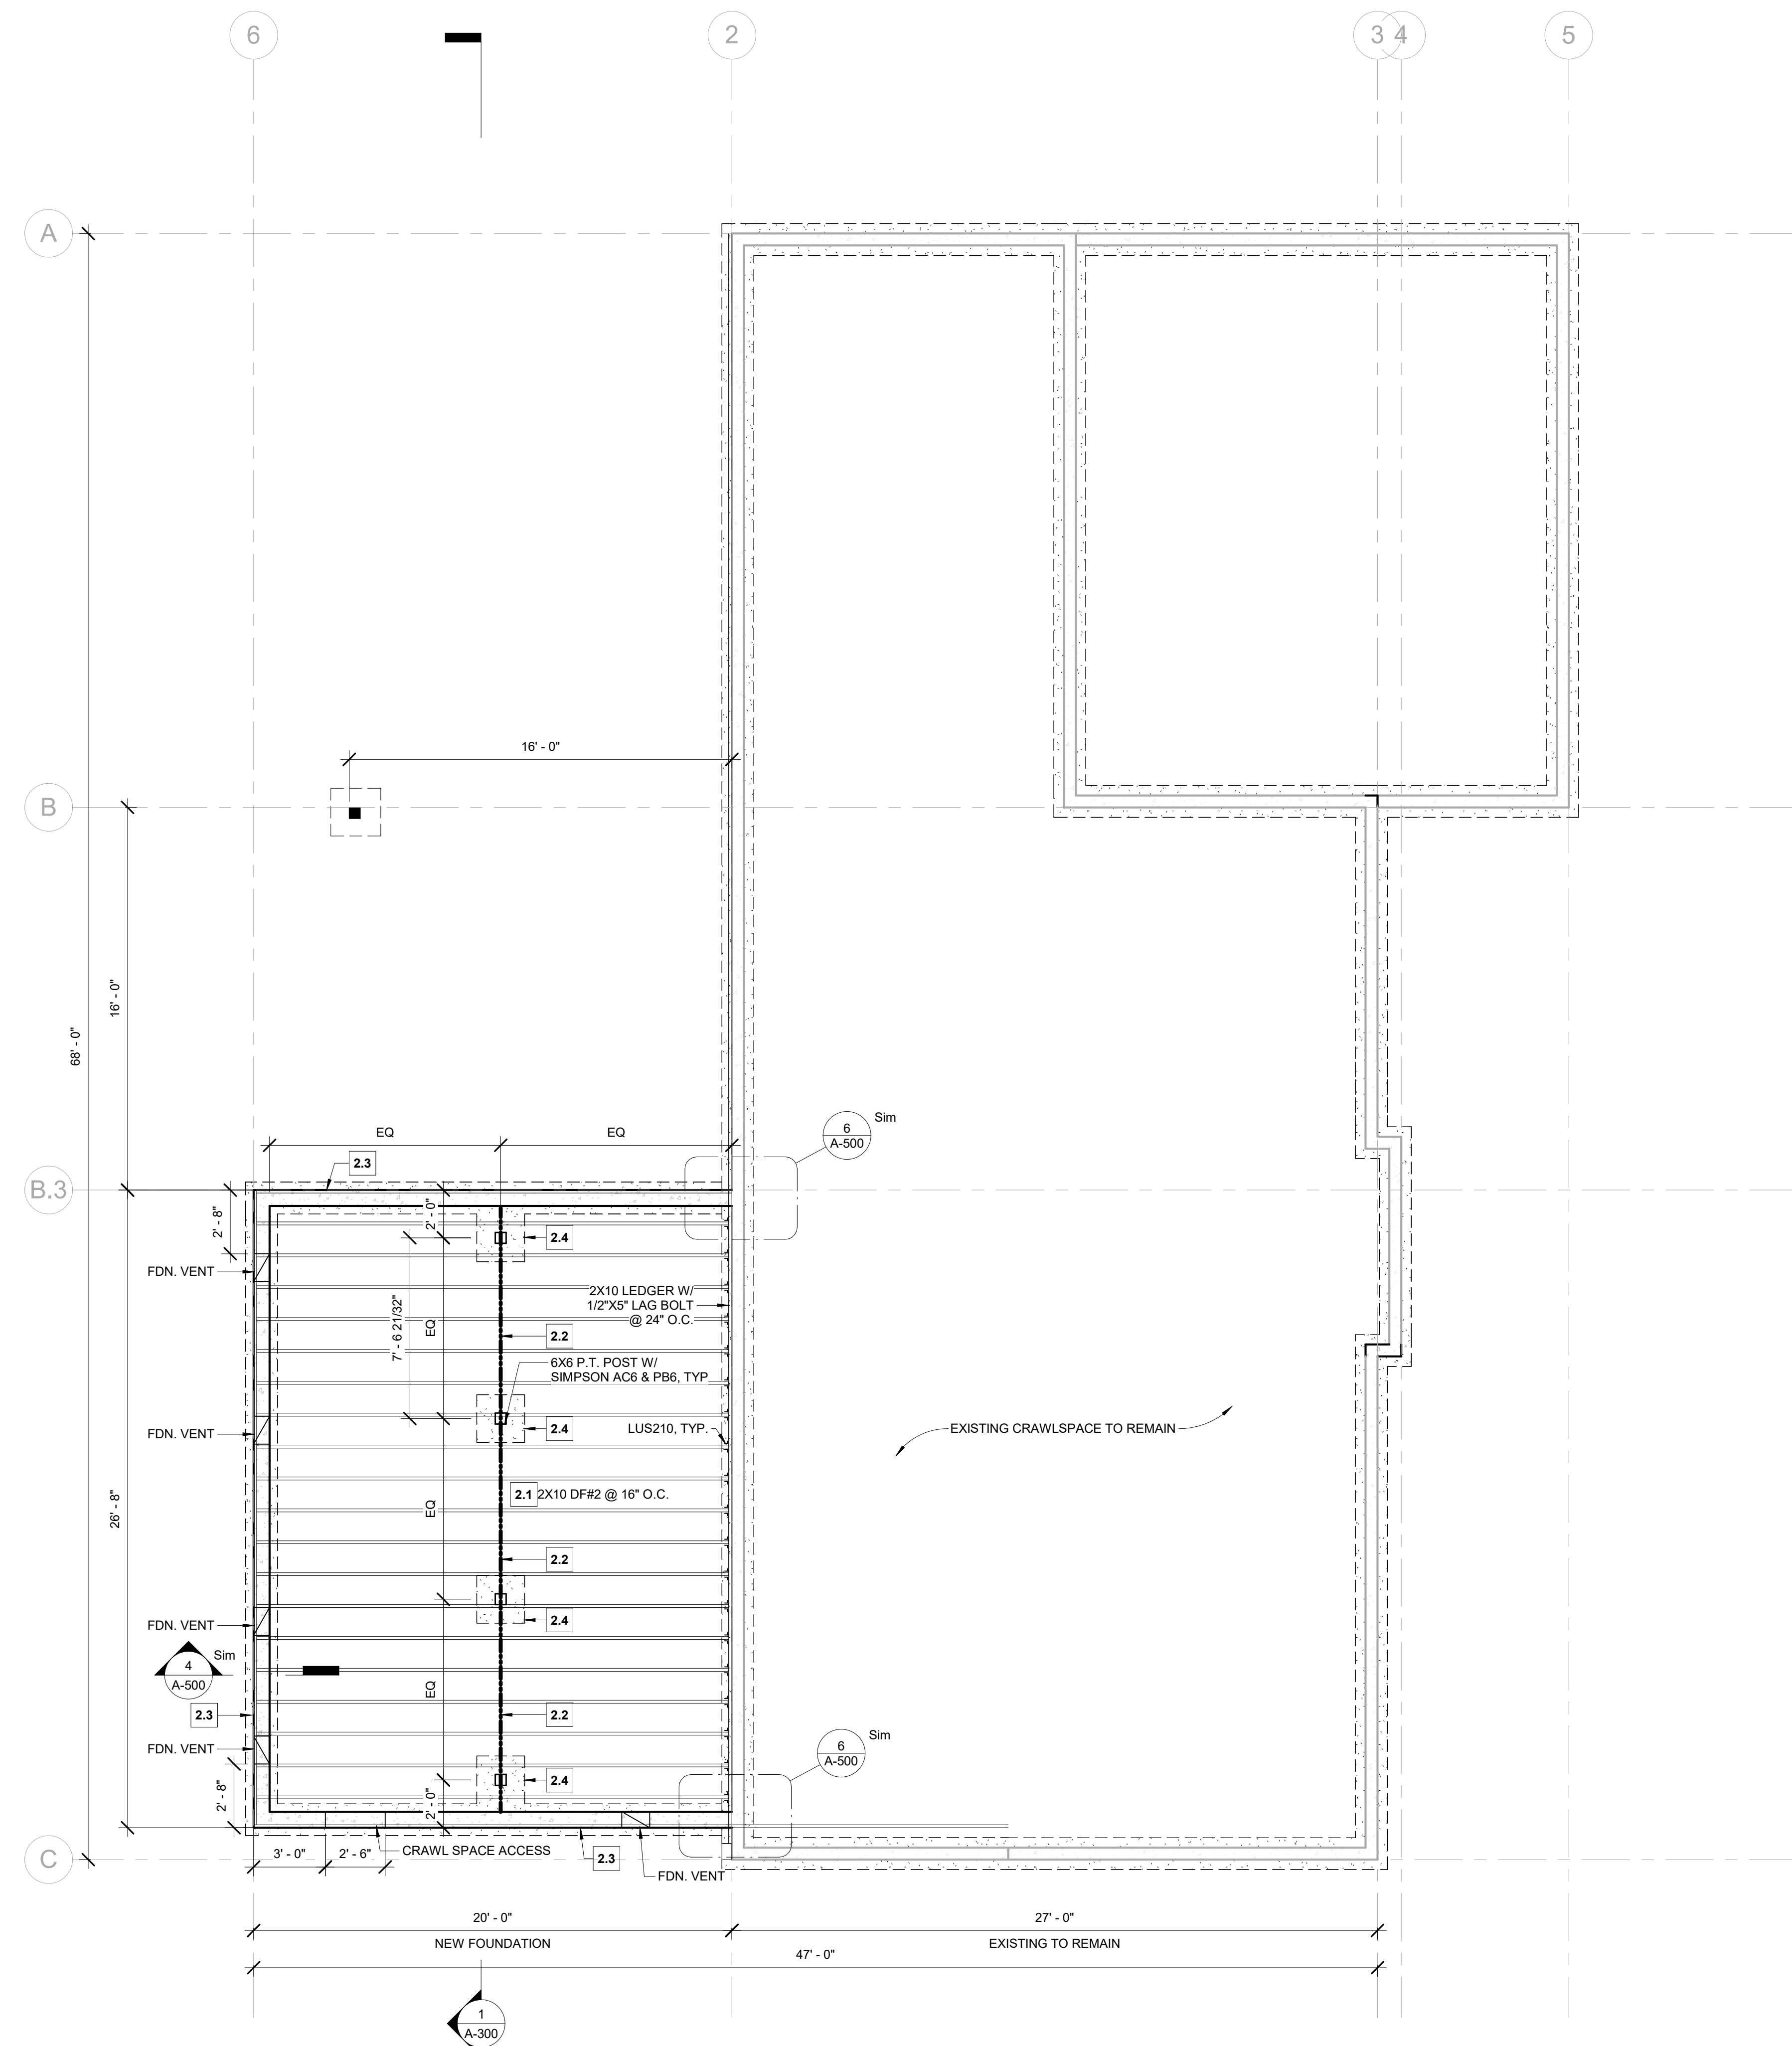 6
2
3
4
5
A
16' - 0"
B
16' - 0"
68' - 0"
6
A-500
Sim
EQ
EQ
2.3
B.3
2' - 8"
2' - 0"
2.4
FDN. VENT
2X10 LEDGER W/
1/2"X5" LAG BOLT
@ 24" O.C.
7' - 6 21/32"
EQ
2.2
6X6 P.T. POST W/
SIMPSON AC6 & PB6, TYP
FDN. VENT
2.4
LUS210, TYP.
EXISTING CRAWLSPACE TO REMAIN
26' - 8"
EQ
2.1
2X10 DF#2 @ 16" O.C.
2.2
FDN. VENT
2.4
4
A-500
Sim
EQ
2.3
2.2
FDN. VENT
6
A-500
Sim
2' - 8"
2' - 0"
2.4
C
3' - 0"
2' - 6"
CRAWL SPACE ACCESS
2.3
FDN. VENT
20' - 0"
27' - 0"
NEW FOUNDATION
EXISTING TO REMAIN
47' - 0"
1
A-300